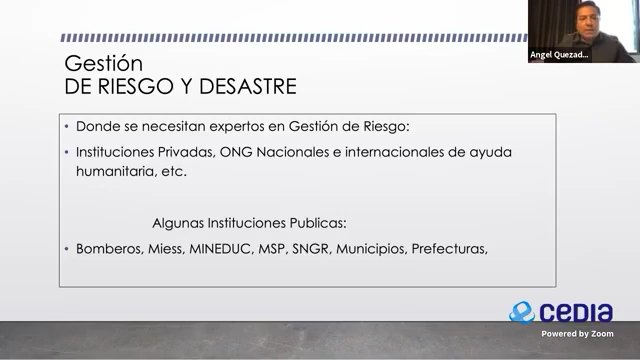 Angel Quezad...
Gestión
DE RIESGO Y DESASTRE
• Donde se necesitan expertos en Gestión de Riesgo:
• Instituciones Privadas, ONG Nacionales e internacionales de ayuda
humanitaria, etc.
Algunas Instituciones Publicas:
• Bomberos, Miess, MINEDUC, MSP, SNGR, Municipios, Prefecturas,
CEDIA
Powered by Zoom